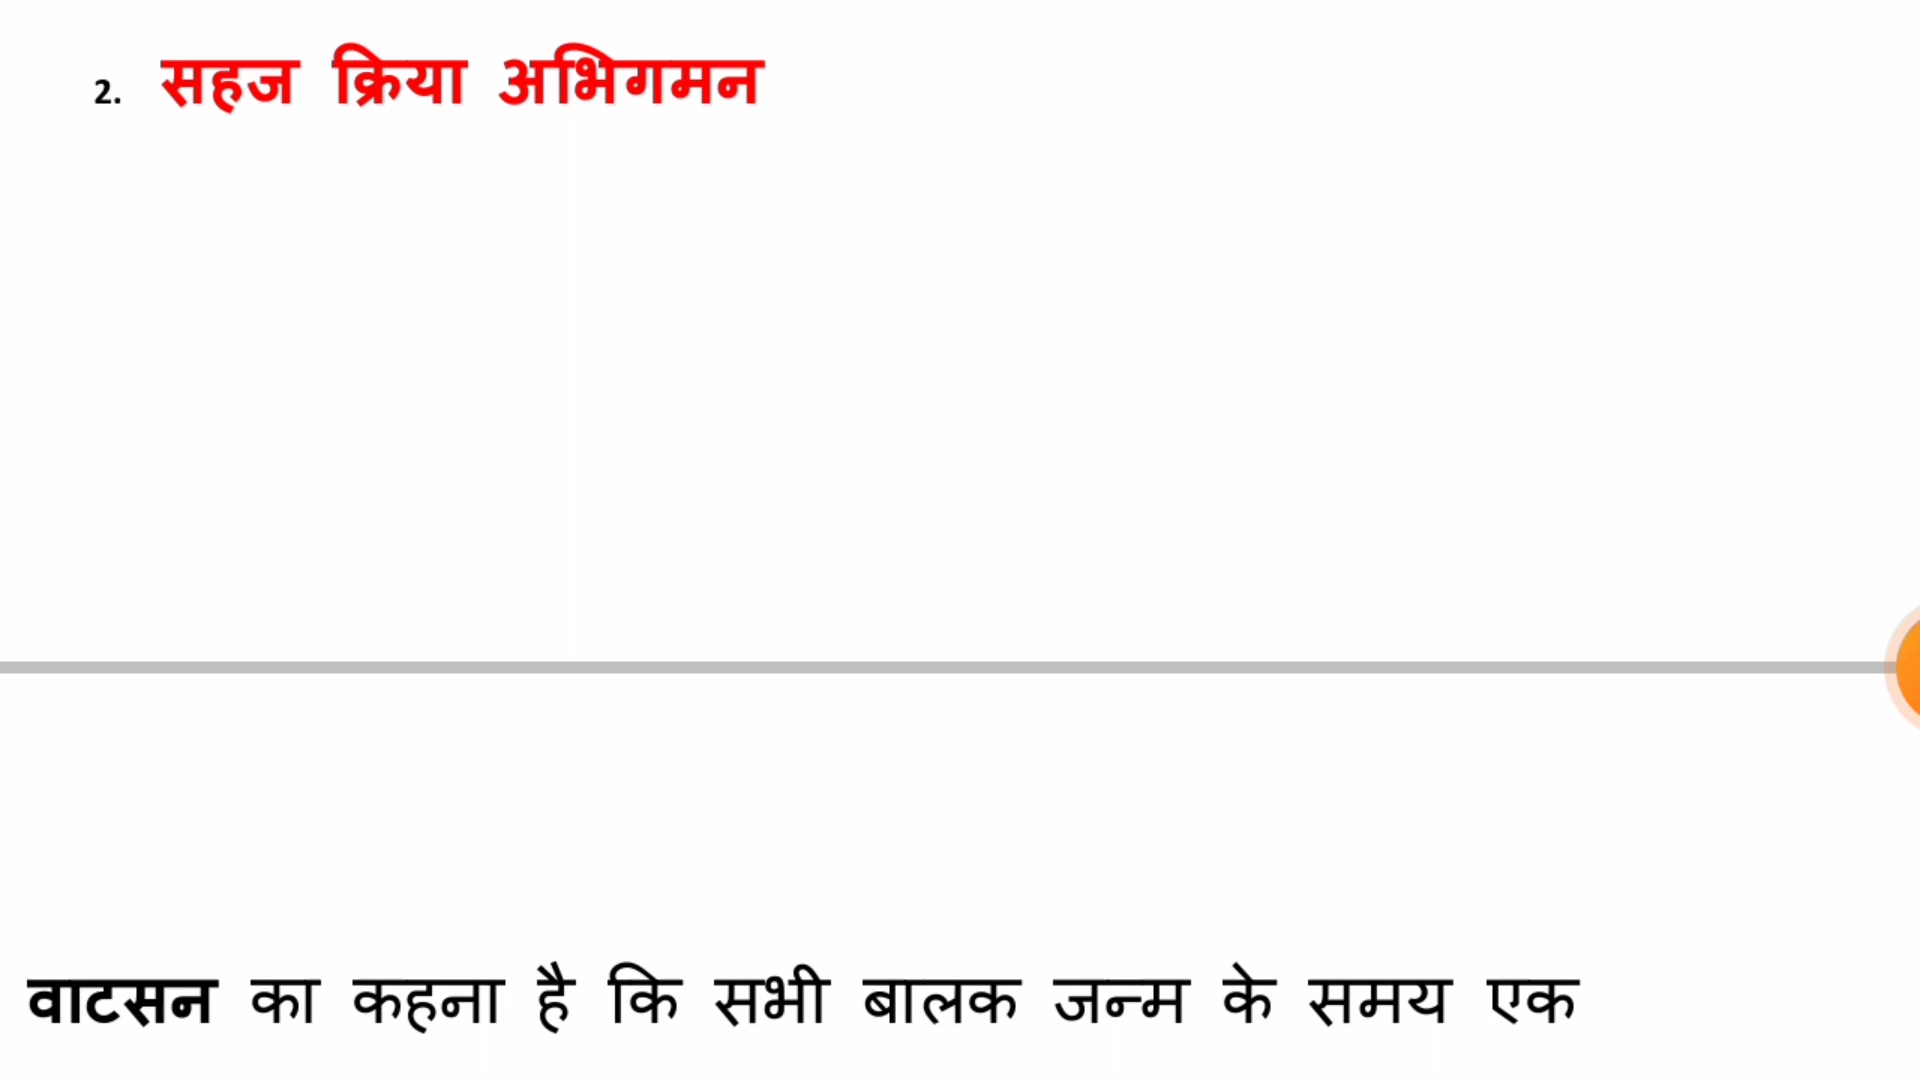 2. सहज क्रिया अभिगमन
वाटसन का कहना है कि सभी बालक जन्म के समय एक